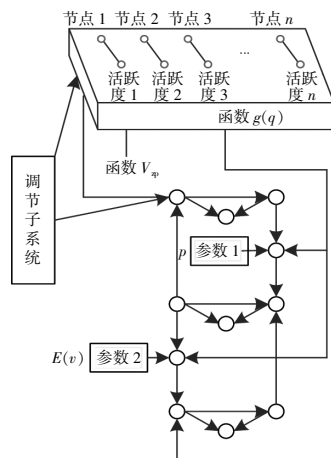 节点 1 节点 2 节点 3 节点 n
...
活跃度 1 活跃度 2 活跃度 3 活跃度 n
函数 g(q)
函数 V_zp
调节子系统
p 参数 1
E(v) 参数 2